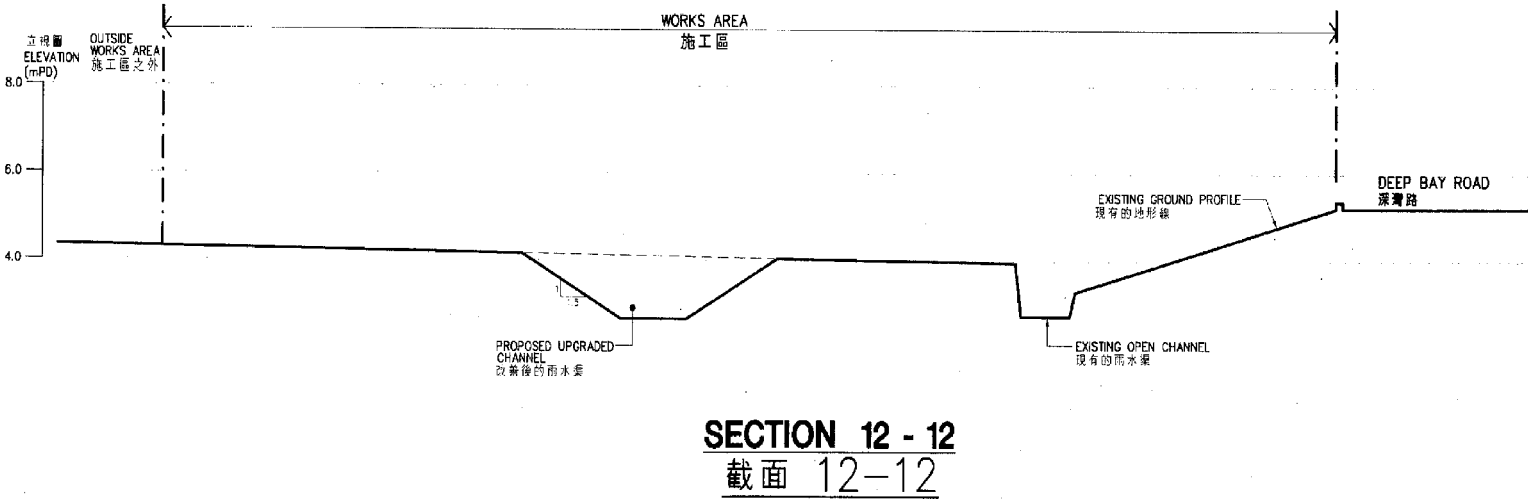 WORKS AREA
施工區
立視圖
ELEVATION
(mPD)
OUTSIDE
WORKS AREA
施工區之外
8.0
6.0
4.0
DEEP BAY ROAD
深灣路
EXISTING GROUND PROFILE
現有的地形線
1
1.5
PROPOSED UPGRADED
CHANNEL
改善後的雨水渠
EXISTING OPEN CHANNEL
現有的雨水渠
SECTION 12 - 12
截面 12-12